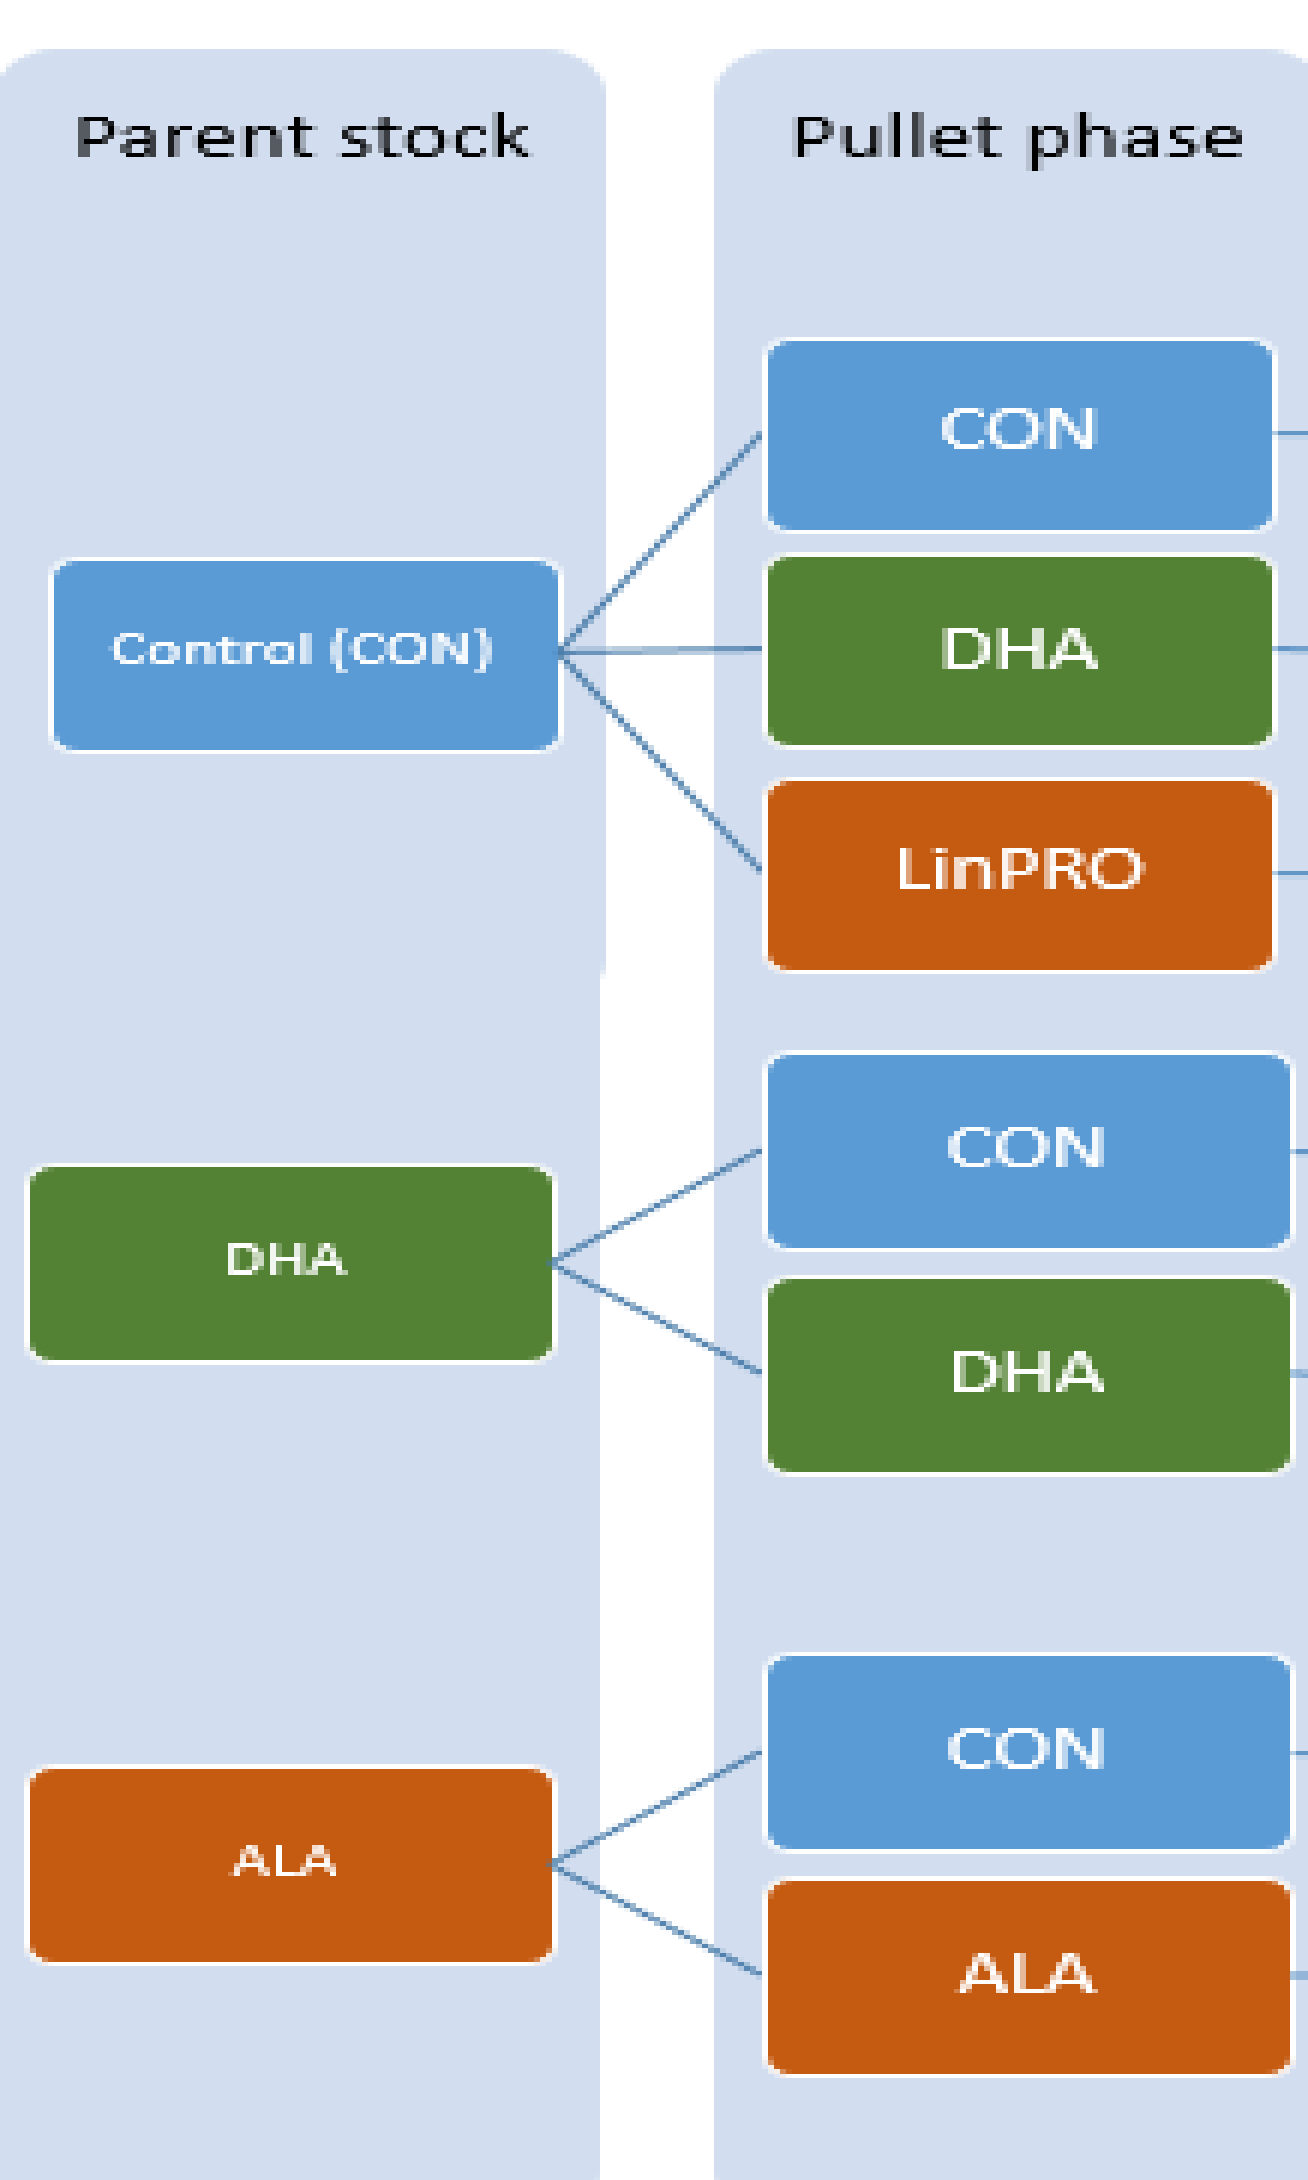 Parent stock
Pullet phase
Control (CON)
CON
DHA
LinPRO
DHA
CON
DHA
ALA
CON
ALA